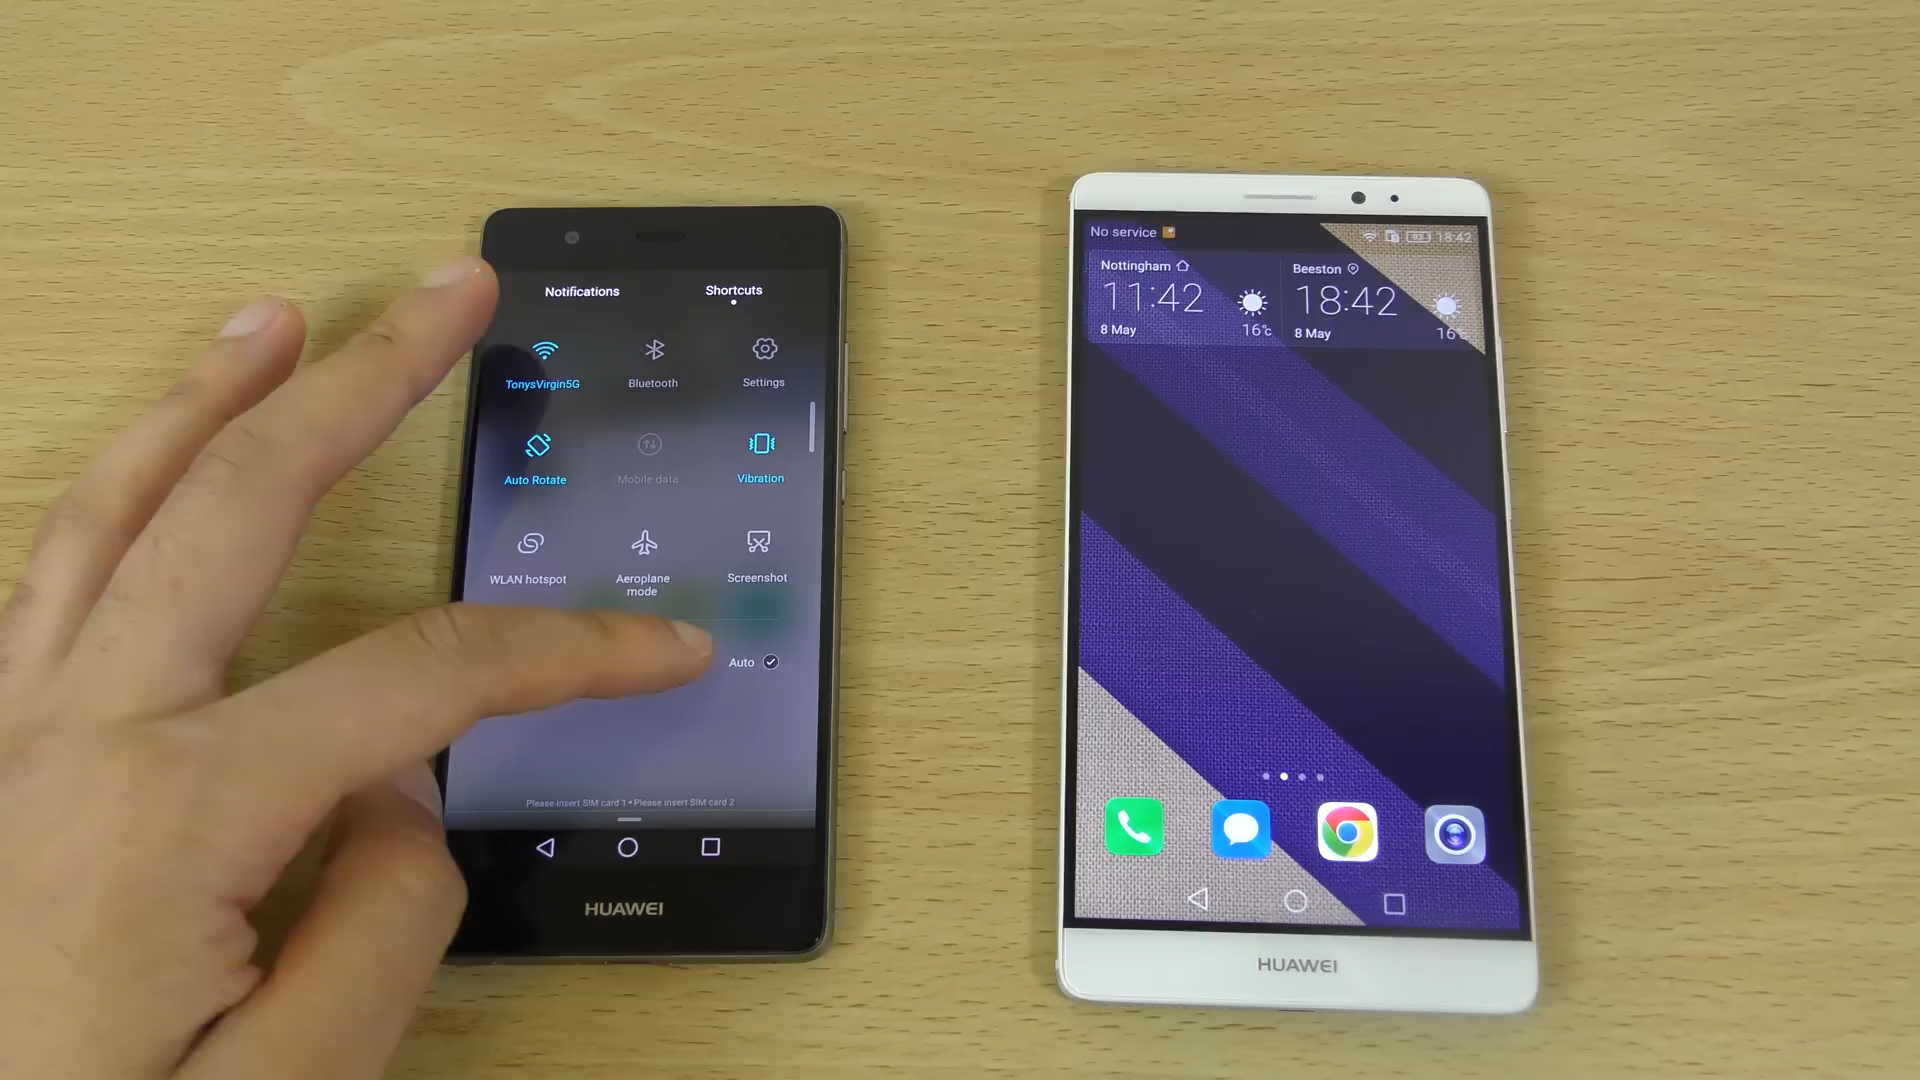 Notifications
Shortcuts
TonysVirgin5G
Bluetooth
Settings
Auto Rotate
Mobile data
Vibration
WLAN hotspot
Aeroplane
mode
Screenshot
Auto
Please insert SIM card 1 • Please insert SIM card 2
HUAWEI
No service
93
18:42
Nottingham
11:42
8 May
16°c
Beeston
18:42
8 May
16°c
HUAWEI